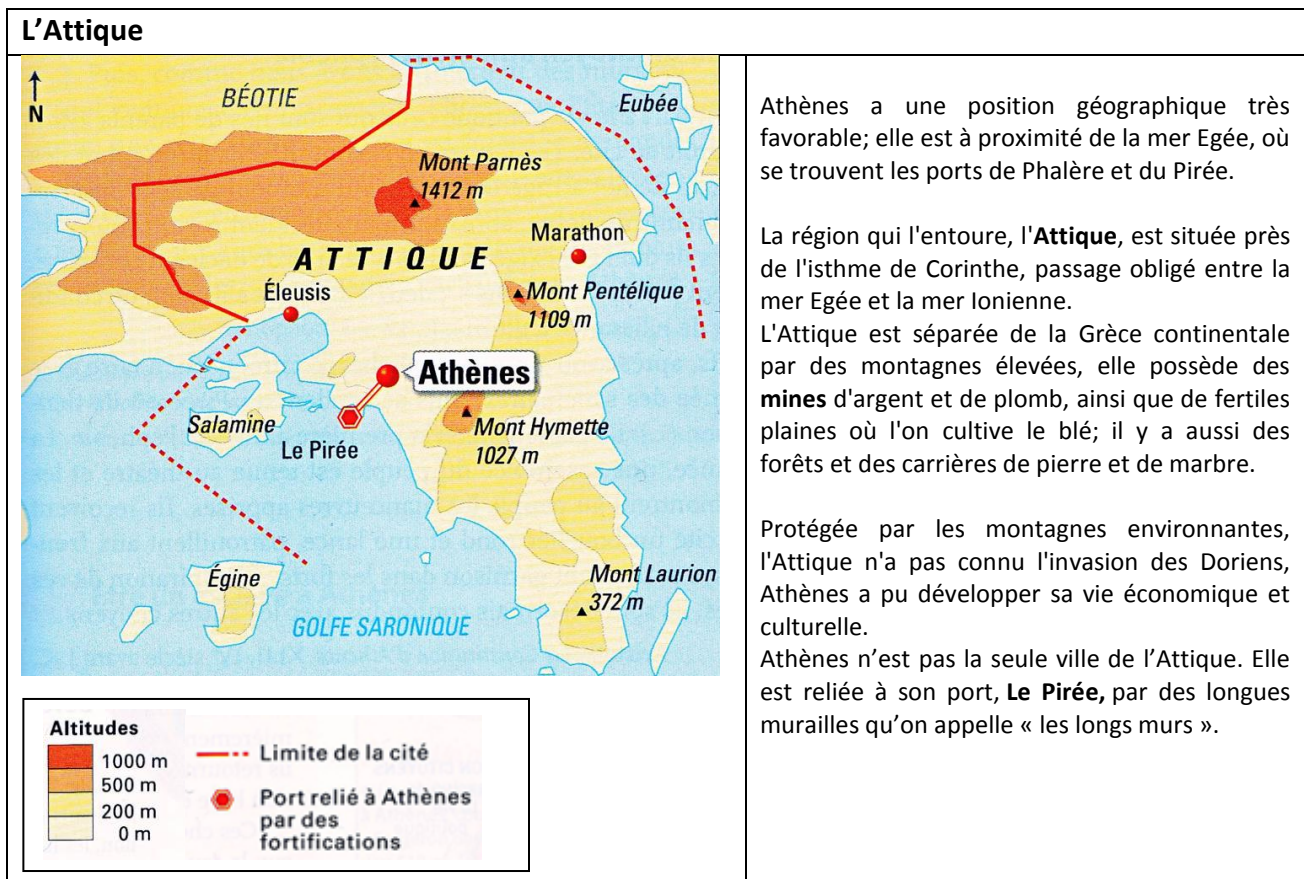 L'Attique
N
BÉOTIE
Eubée
Mont Parnès
1412 m
Marathon
ATTIQUE
Éleusis
Mont Pentélique
1109 m
Athènes
Salamine
Le Pirée
Mont Hymette
1027 m
Égine
Mont Laurion
372 m
GOLFE SARONIQUE
Altitudes
1000 m
500 m
200 m
0 m
Limite de la cité
Port relié à Athènes
par des
fortifications
Athènes a une position géographique très
favorable; elle est à proximité de la mer Egée, où
se trouvent les ports de Phalère et du Pirée.
La région qui l'entoure, l'Attique, est située près
de l'isthme de Corinthe, passage obligé entre la
mer Egée et la mer Ionienne.
L'Attique est séparée de la Grèce continentale
par des montagnes élevées, elle possède des
mines d'argent et de plomb, ainsi que de fertiles
plaines où l'on cultive le blé; il y a aussi des
forêts et des carrières de pierre et de marbre.
Protégée par les montagnes environnantes,
l'Attique n'a pas connu l'invasion des Doriens,
Athènes a pu développer sa vie économique et
culturelle.
Athènes n'est pas la seule ville de l'Attique. Elle
est reliée à son port, Le Pirée, par des longues
murailles qu'on appelle « les longs murs ».